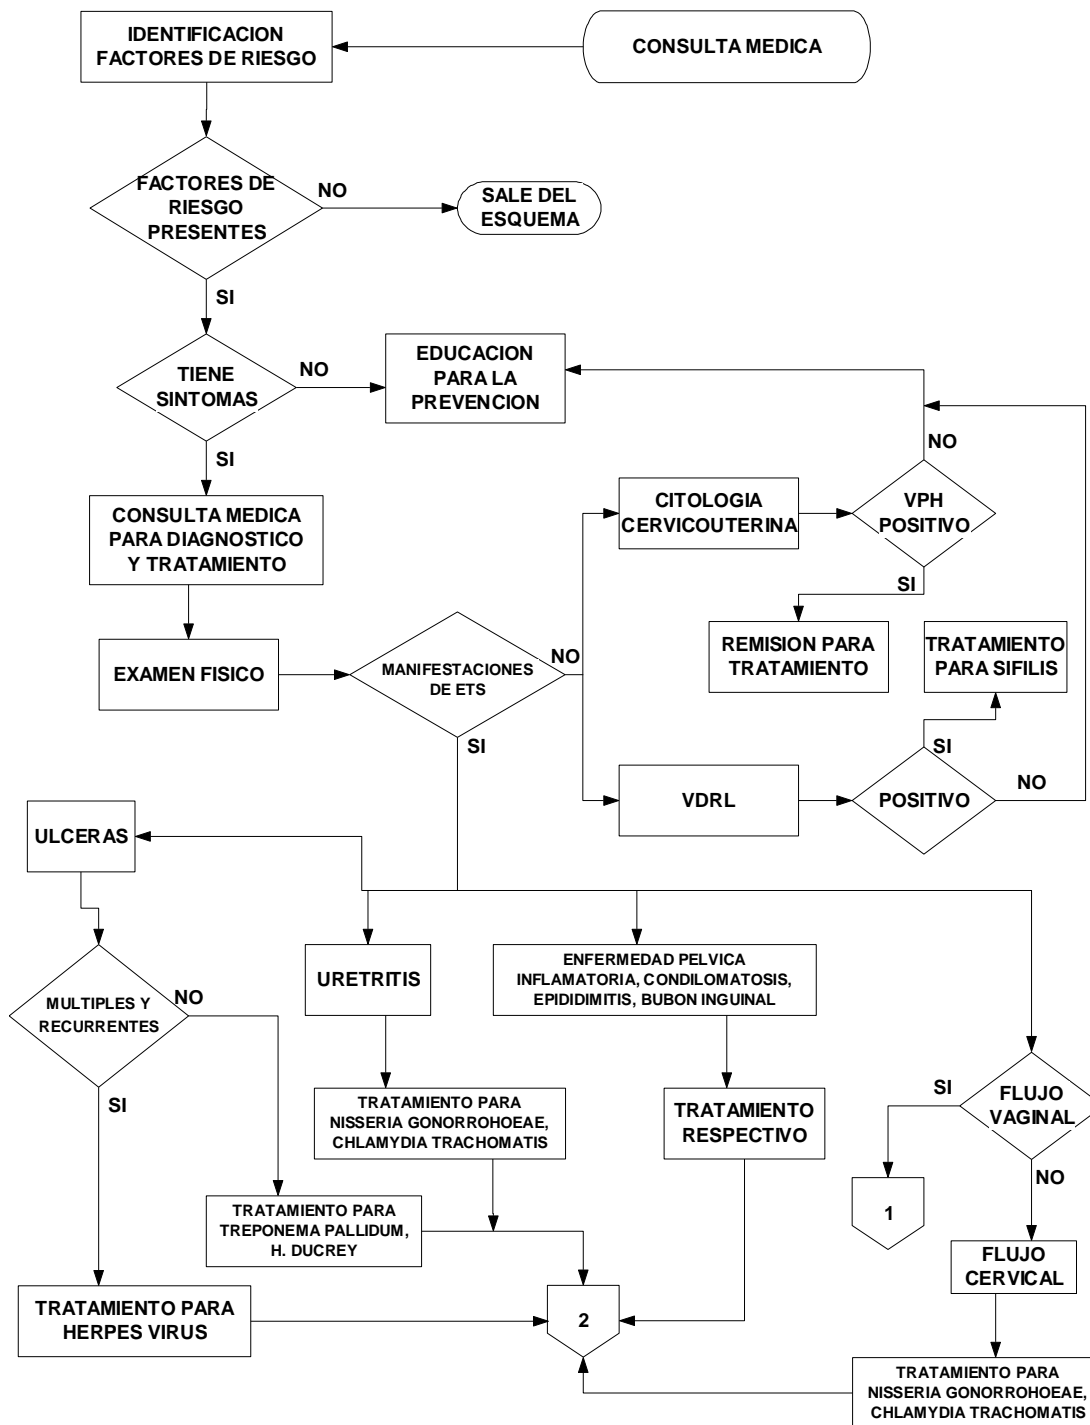 IDENTIFICACION
FACTORES DE RIESGO
CONSULTA MEDICA
FACTORES DE
RIESGO
PRESENTES
NO
SALE DEL
ESQUEMA
SI
TIENE
SINTOMAS
NO
EDUCACION
PARA LA
PREVENCION
SI
NO
CONSULTA MEDICA
PARA DIAGNOSTICO
Y TRATAMIENTO
CITOLOGIA
CERVICOUTERINA
VPH
POSITIVO
SI
EXAMEN FISICO
MANIFESTACIONES
DE ETS
NO
REMISION PARA
TRATAMIENTO
TRATAMIENTO
PARA SIFILIS
SI
SI
VDRL
POSITIVO
NO
ULCERAS
URETRITIS
ENFERMEDAD PELVICA
INFLAMATORIA, CONDILOMATOSIS,
EPIDIDIMITIS, BUBON INGUINAL
MULTIPLES Y
RECURRENTES
NO
SI
TRATAMIENTO PARA
NISSERIA GONORROHOEAE,
CHLAMYDIA TRACHOMATIS
TRATAMIENTO
RESPECTIVO
SI
FLUJO
VAGINAL
NO
1
TRATAMIENTO PARA
TREPONEMA PALLIDUM,
H. DUCREY
FLUJO
CERVICAL
TRATAMIENTO PARA
HERPES VIRUS
2
TRATAMIENTO PARA
NISSERIA GONORROHOEAE,
CHLAMYDIA TRACHOMATIS